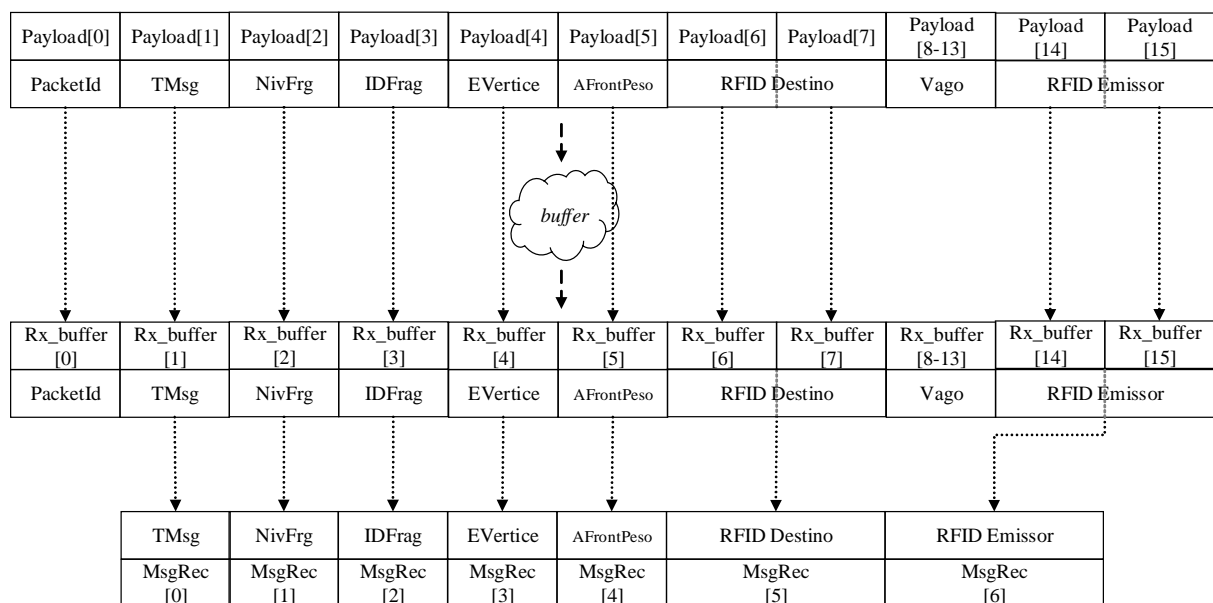 Payload[0] Payload[1] Payload[2] Payload[3] Payload[4] Payload[5] Payload[6] Payload[7] Payload [8-13] Payload [14] Payload [15]
PacketId TMsg NivFrg IDFrag EVertice AFrontPeso RFID Destino Vago RFID Emissor
buffer
Rx_buffer Rx_buffer Rx_buffer Rx_buffer Rx_buffer Rx_buffer Rx_buffer Rx_buffer Rx_buffer Rx_buffer Rx_buffer
[0] [1] [2] [3] [4] [5] [6] [7] [8-13] [14] [15]
PacketId TMsg NivFrg IDFrag EVertice AFrontPeso RFID Destino Vago RFID Emissor
TMsg NivFrg IDFrag EVertice AFrontPeso RFID Destino RFID Emissor
MsgRec MsgRec MsgRec MsgRec MsgRec MsgRec MsgRec
[0] [1] [2] [3] [4] [5] [6]